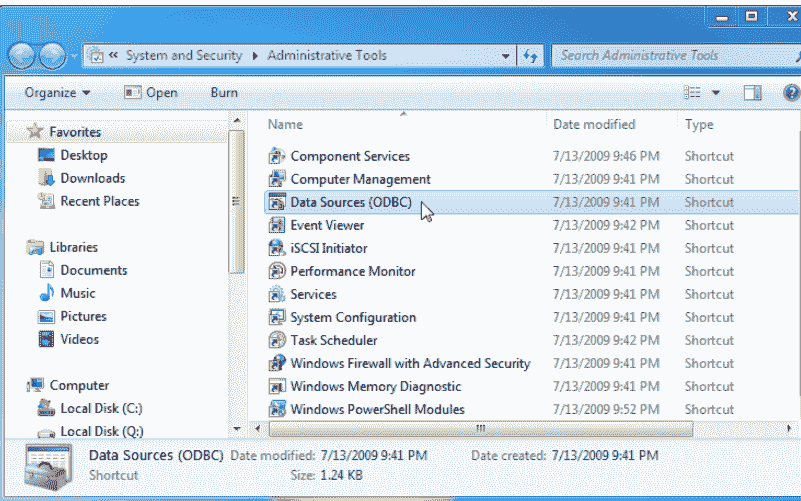 « System and Security ▸ Administrative Tools
Search Administrative Tools
Organize Open Burn
Name Date modified Type
Favorites
Desktop
Downloads
Recent Places
Libraries
Documents
Music
Pictures
Videos
Computer
Local Disk (C:)
Local Disk (Q:)
Component Services 7/13/2009 9:46 PM Shortcut
Computer Management 7/13/2009 9:41 PM Shortcut
Data Sources (ODBC) 7/13/2009 9:41 PM Shortcut
Event Viewer 7/13/2009 9:42 PM Shortcut
iSCSI Initiator 7/13/2009 9:41 PM Shortcut
Performance Monitor 7/13/2009 9:41 PM Shortcut
Services 7/13/2009 9:41 PM Shortcut
System Configuration 7/13/2009 9:41 PM Shortcut
Task Scheduler 7/13/2009 9:42 PM Shortcut
Windows Firewall with Advanced Security 7/13/2009 9:41 PM Shortcut
Windows Memory Diagnostic 7/13/2009 9:41 PM Shortcut
Windows PowerShell Modules 7/13/2009 9:52 PM Shortcut
Data Sources (ODBC) Date modified: 7/13/2009 9:41 PM Date created: 7/13/2009 9:41 PM
Shortcut Size: 1.24 KB